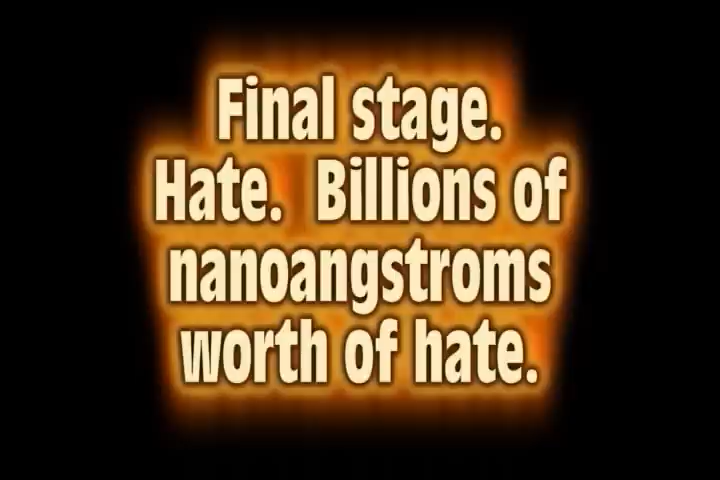 Final stage.
Hate.  Billions of
nanoangstroms
worth of hate.